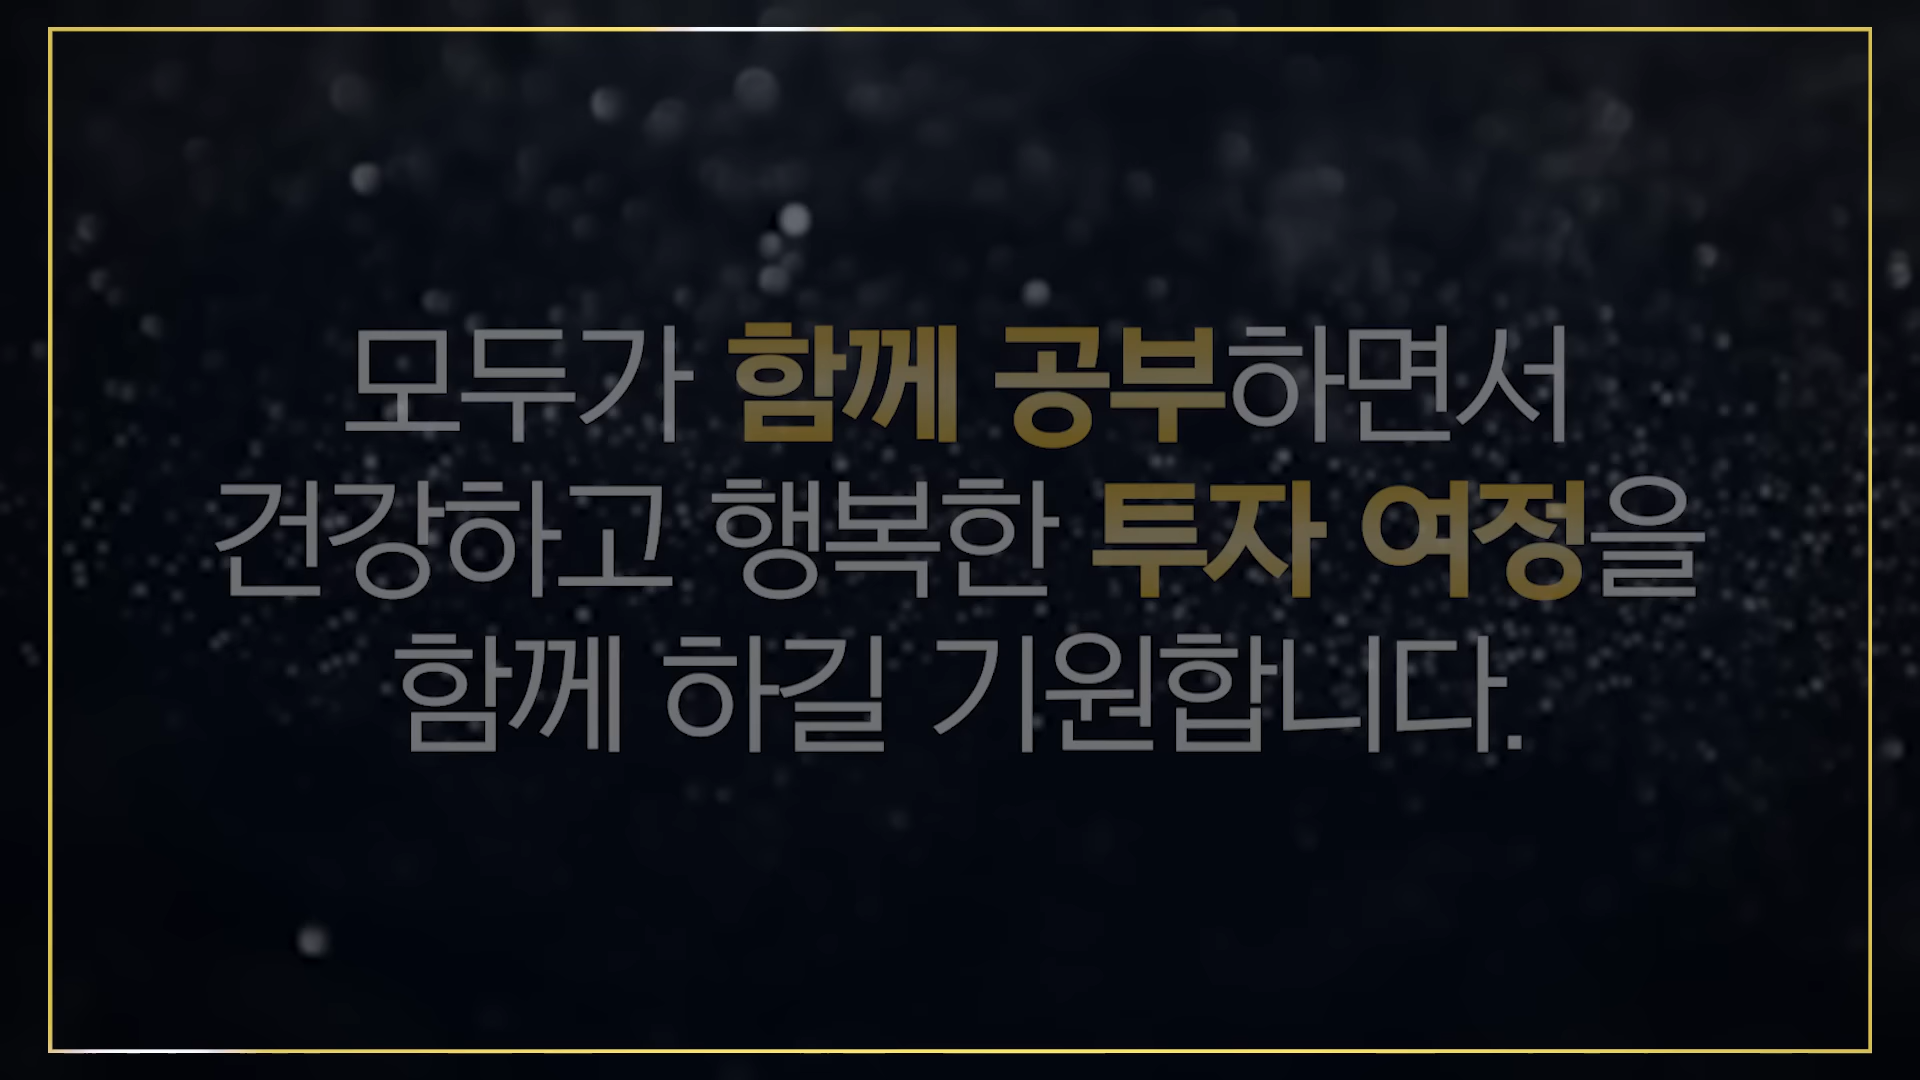 모두가 함께 공부하면서
건강하고 행복한 투자 여정을
함께 하길 기원합니다.